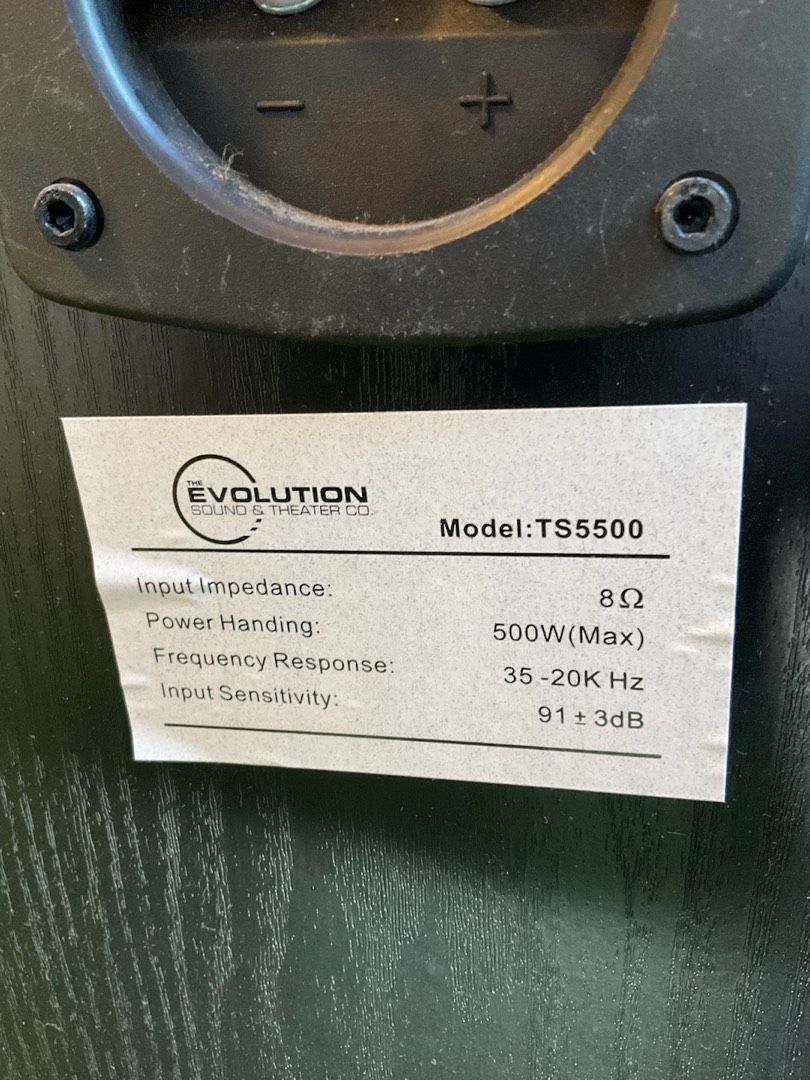 - +
THE
EVOLUTION
SOUND & THEATER CO.
Model:TS5500
Input Impedance: 8Ω
Power Handing: 500W(Max)
Frequency Response: 35-20K Hz
Input Sensitivity: 91±3dB